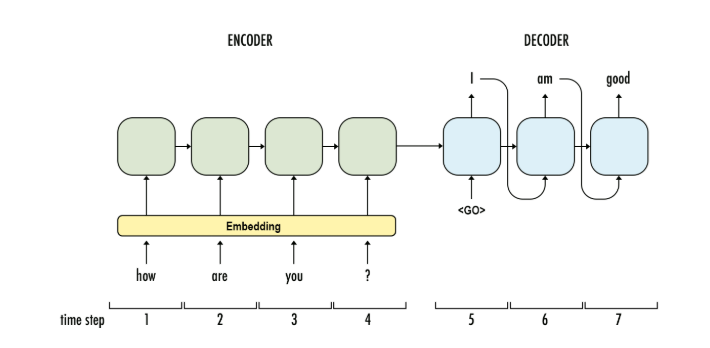 ENCODER DECODER
I am good
<GO>
Embedding
how are you ?
time step 1 2 3 4 5 6 7